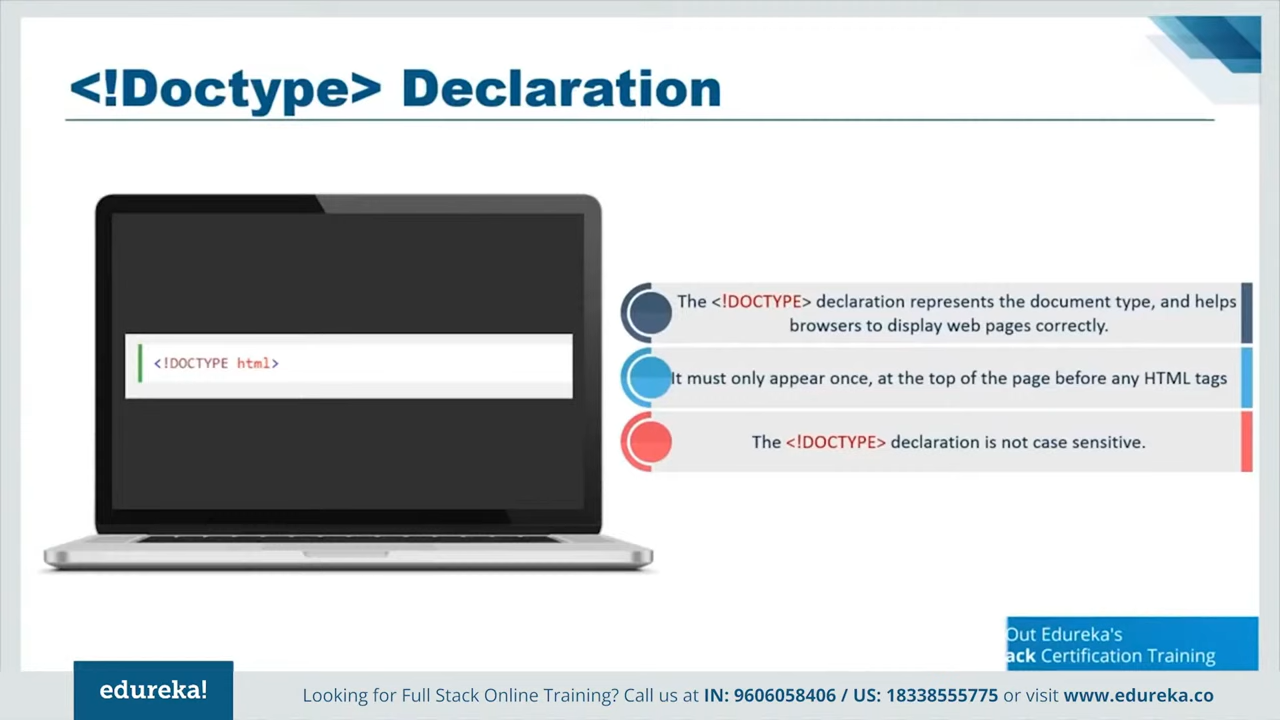 <!Doctype> Declaration
<!DOCTYPE html>
The <!DOCTYPE> declaration represents the document type, and helps
browsers to display web pages correctly.
It must only appear once, at the top of the page before any HTML tags
The <!DOCTYPE> declaration is not case sensitive.
Out Edureka's
ack Certification Training
edureka!
Looking for Full Stack Online Training? Call us at IN: 9606058406 / US: 18338555775 or visit www.edureka.co